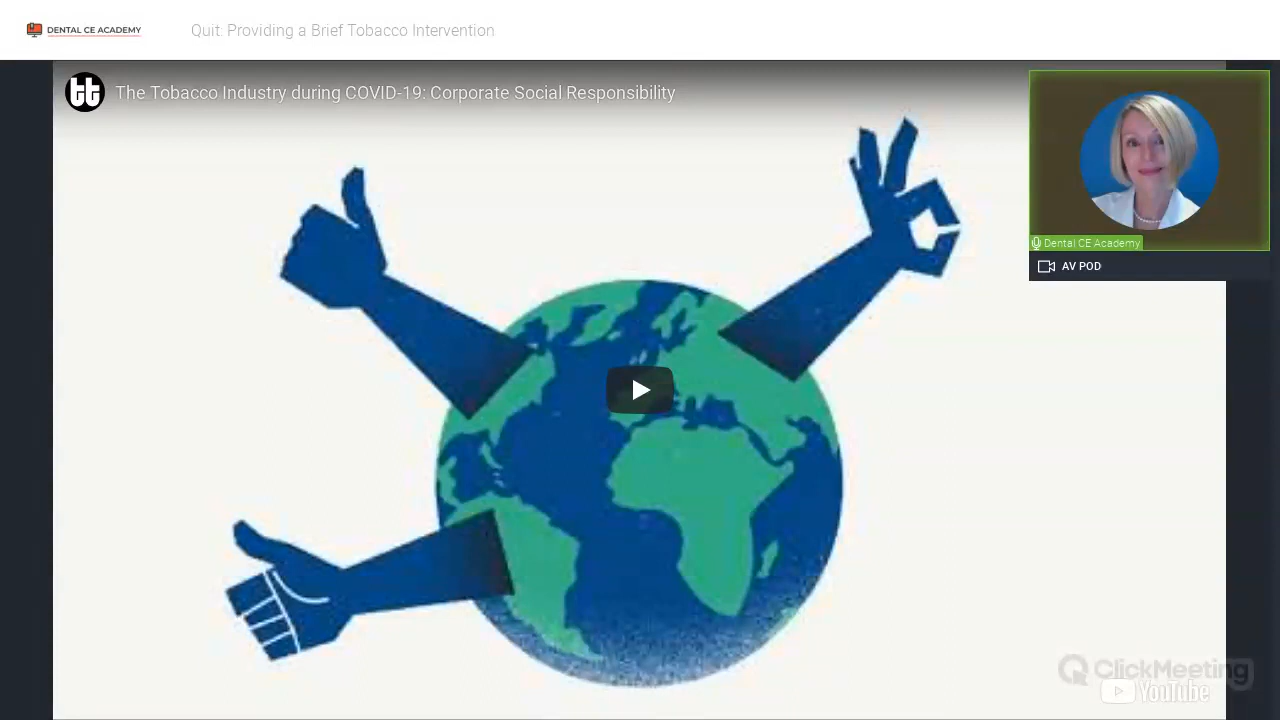 DENTAL CE ACADEMY
Quit: Providing a Brief Tobacco Intervention
tt
The Tobacco Industry during COVID-19: Corporate Social Responsibility
Dental CE Academy
AV POD
ClickMeeting
YouTube